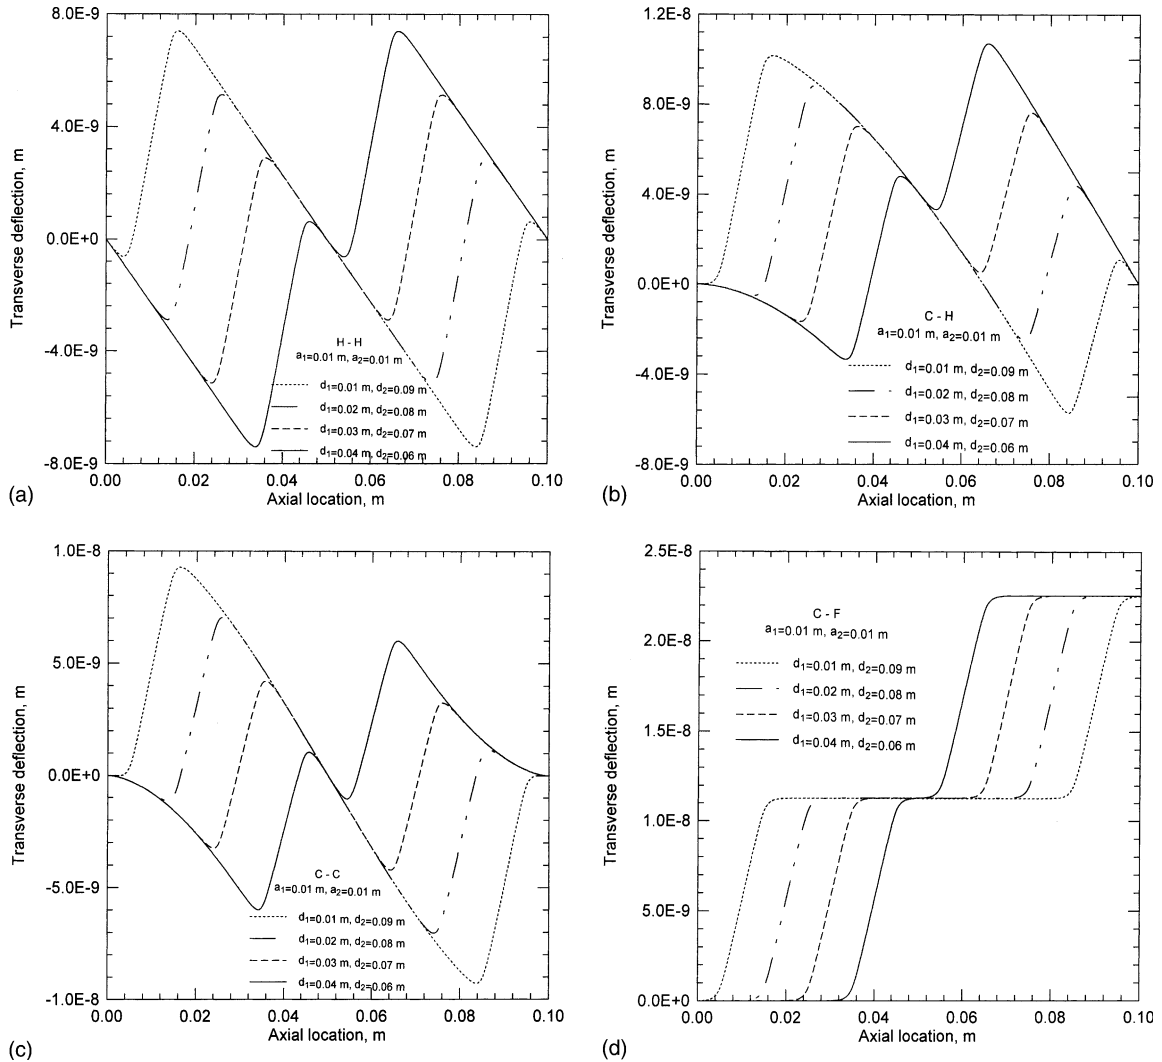 8.0E-9
4.0E-9
0.0E+0
-4.0E-9
-8.0E-9
Transverse deflection, m
H - H
a1=0.01 m, a2=0.01 m
d1=0.01 m, d2=0.09 m
d1=0.02 m, d2=0.08 m
d1=0.03 m, d2=0.07 m
d1=0.04 m, d2=0.06 m
0.00 0.02 0.04 0.06 0.08 0.10
Axial location, m
(a)
1.2E-8
8.0E-9
4.0E-9
0.0E+0
-4.0E-9
-8.0E-9
Transverse deflection, m
C - H
a1=0.01 m, a2=0.01 m
d1=0.01 m, d2=0.09 m
d1=0.02 m, d2=0.08 m
d1=0.03 m, d2=0.07 m
d1=0.04 m, d2=0.06 m
0.00 0.02 0.04 0.06 0.08 0.10
Axial location, m
(b)
1.0E-8
5.0E-9
0.0E+0
-5.0E-9
-1.0E-8
Transverse deflection, m
C - C
a1=0.01 m, a2=0.01 m
d1=0.01 m, d2=0.09 m
d1=0.02 m, d2=0.08 m
d1=0.03 m, d2=0.07 m
d1=0.04 m, d2=0.06 m
0.00 0.02 0.04 0.06 0.08 0.10
Axial location, m
(c)
2.5E-8
2.0E-8
1.5E-8
1.0E-8
5.0E-9
0.0E+0
Transverse deflection, m
C - F
a1=0.01 m, a2=0.01 m
d1=0.01 m, d2=0.09 m
d1=0.02 m, d2=0.08 m
d1=0.03 m, d2=0.07 m
d1=0.04 m, d2=0.06 m
0.00 0.02 0.04 0.06 0.08 0.10
Axial location, m
(d)